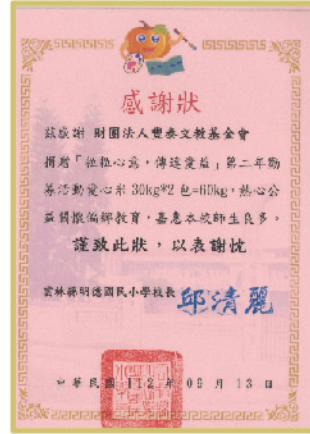 感謝狀
茲感謝 財團法人豐泰文教基金會
捐贈「粒粒心意，傳遞愛益」第二年勸
募活動愛心米 30kg*2 包=60kg，熱心公
益關懷偏鄉教育，嘉惠本校師生良多。
謹致此狀，以表謝忱
雲林縣明德國民小學校長 邱清麗
中華民國 112 年 09 月 13 日